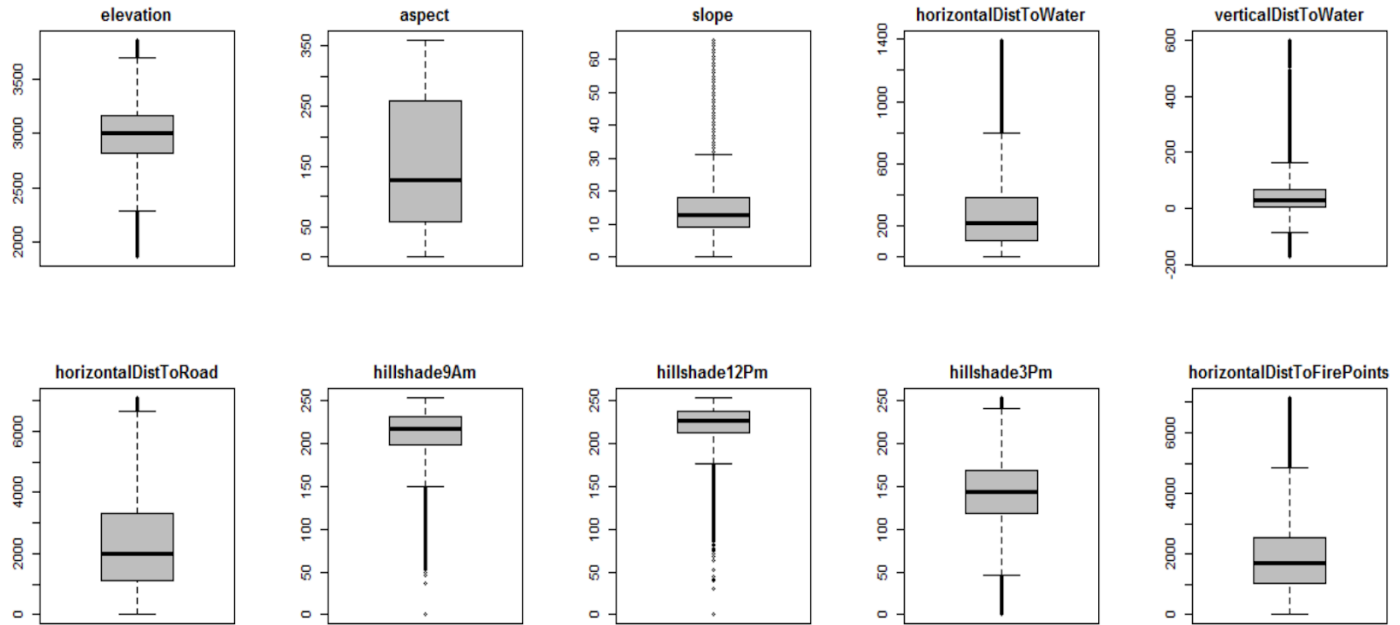 elevation aspect slope horizontalDistToWater verticalDistToWater
3500 3000 2500 2000
350 250 150 50 0
60 50 40 30 20 10 0
1400 1000 600 200 0
600 400 200 0 -200
horizontalDistToRoad hillshade9Am hillshade12Pm hillshade3Pm horizontalDistToFirePoints
6000 4000 2000 0
250 200 150 100 50 0
250 200 150 100 50 0
250 200 150 100 50 0
6000 4000 2000 0